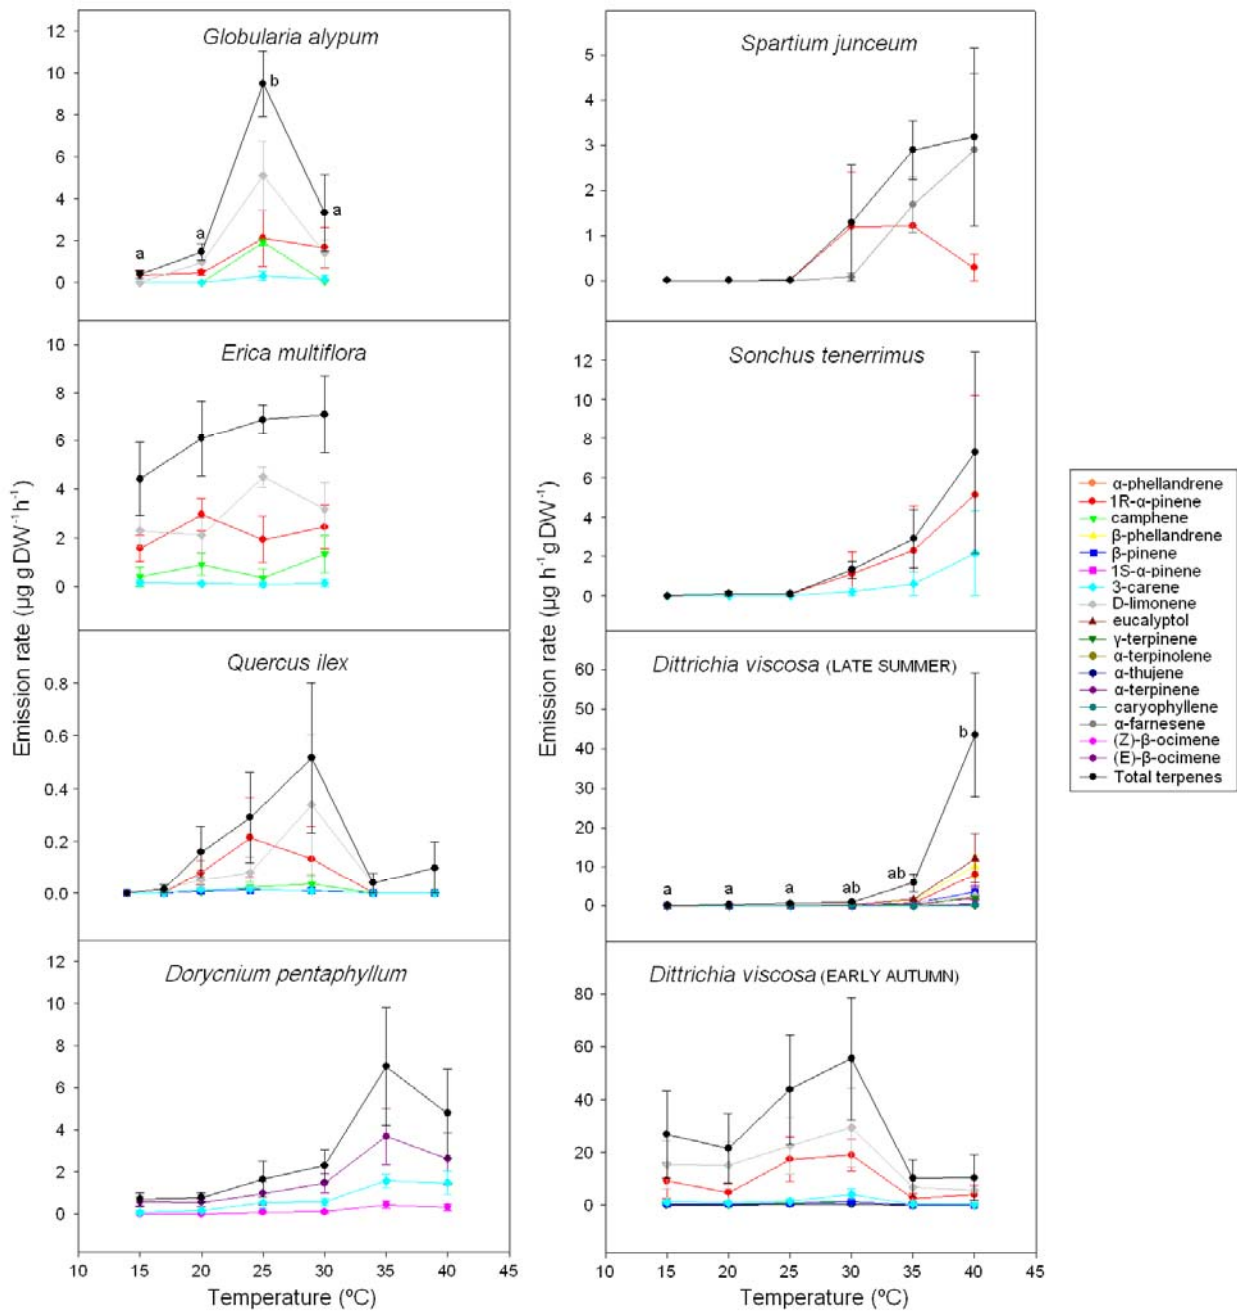 Globularia alypum
12
10
8
6
4
2
0
a
a
b
a
Spartium junceum
5
4
3
2
1
0
Erica multiflora
10
8
6
4
2
0
Sonchus tenerrimus
12
10
8
6
4
2
0
Emission rate (µg g DW⁻¹ h⁻¹)
Emission rate (µg h⁻¹ g DW⁻¹)
Quercus ilex
0.8
0.6
0.4
0.2
0.0
Dittrichia viscosa (LATE SUMMER)
60
50
40
30
20
10
0
a
a
a
ab
ab
b
Dorycnium pentaphyllum
12
10
8
6
4
2
0
10 15 20 25 30 35 40 45
Temperature (ºC)
Dittrichia viscosa (EARLY AUTUMN)
80
60
40
20
0
10 15 20 25 30 35 40 45
Temperature (ºC)
α-phellandrene
1R-α-pinene
camphene
β-phellandrene
β-pinene
1S-α-pinene
3-carene
D-limonene
eucalyptol
γ-terpinene
α-terpinolene
α-thujene
α-terpinene
caryophyllene
α-farnesene
(Z)-β-ocimene
(E)-β-ocimene
Total terpenes